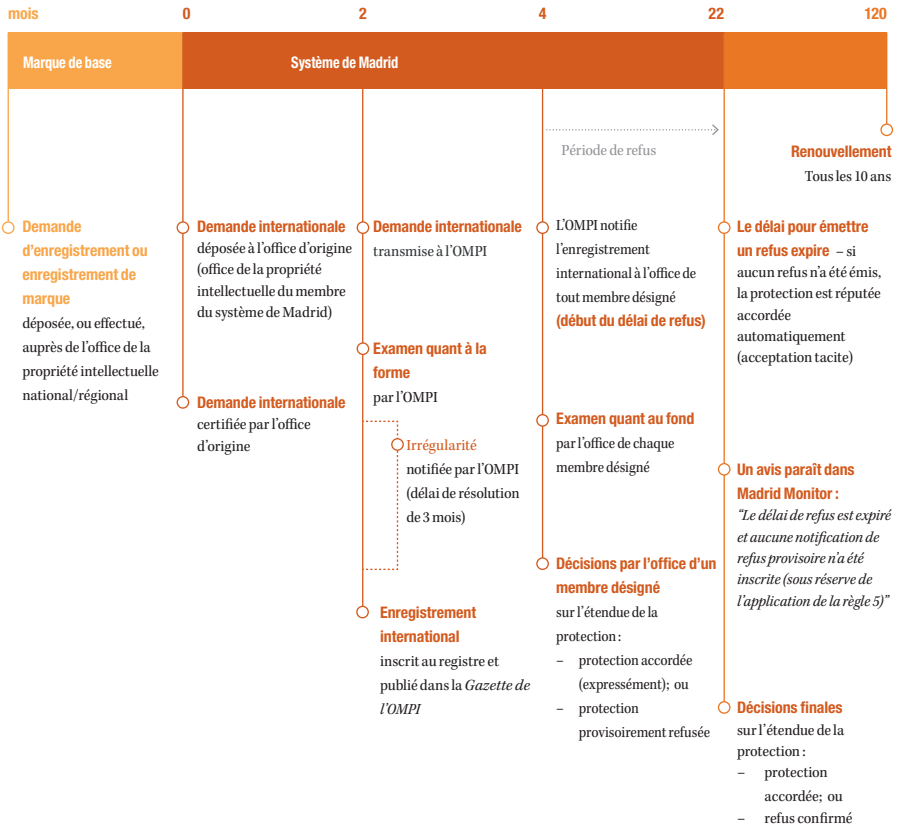 mois
0
2
4
22
120
Marque de base
Système de Madrid
Période de refus
Renouvellement
Tous les 10 ans
Demande
d'enregistrement ou
enregistrement de
marque
déposée, ou effectué,
auprès de l'office de la
propriété intellectuelle
national/régional
Demande internationale
déposée à l'office d'origine
(office de la propriété
intellectuelle du membre
du système de Madrid)
Demande internationale
certifiée par l'office
d'origine
Demande internationale
transmise à l'OMPI
Examen quant à la
forme
par l'OMPI
Irrégularité
notifiée par l'OMPI
(délai de résolution
de 3 mois)
Enregistrement
international
inscrit au registre et
publié dans la Gazette de
l'OMPI
L'OMPI notifie
l'enregistrement
international à l'office de
tout membre désigné
(début du délai de refus)
Examen quant au fond
par l'office de chaque
membre désigné
Décisions par l'office d'un
membre désigné
sur l'étendue de la
protection :
– protection accordée
(expressément); ou
– protection
provisoirement refusée
Le délai pour émettre
un refus expire – si
aucun refus n'a été émis,
la protection est réputée
accordée
automatiquement
(acceptation tacite)
Un avis paraît dans
Madrid Monitor :
"Le délai de refus est expiré
et aucune notification de
refus provisoire n'a été
inscrite (sous réserve de
l'application de la règle 5)"
Décisions finales
sur l'étendue de la
protection :
– protection
accordée; ou
– refus confirmé